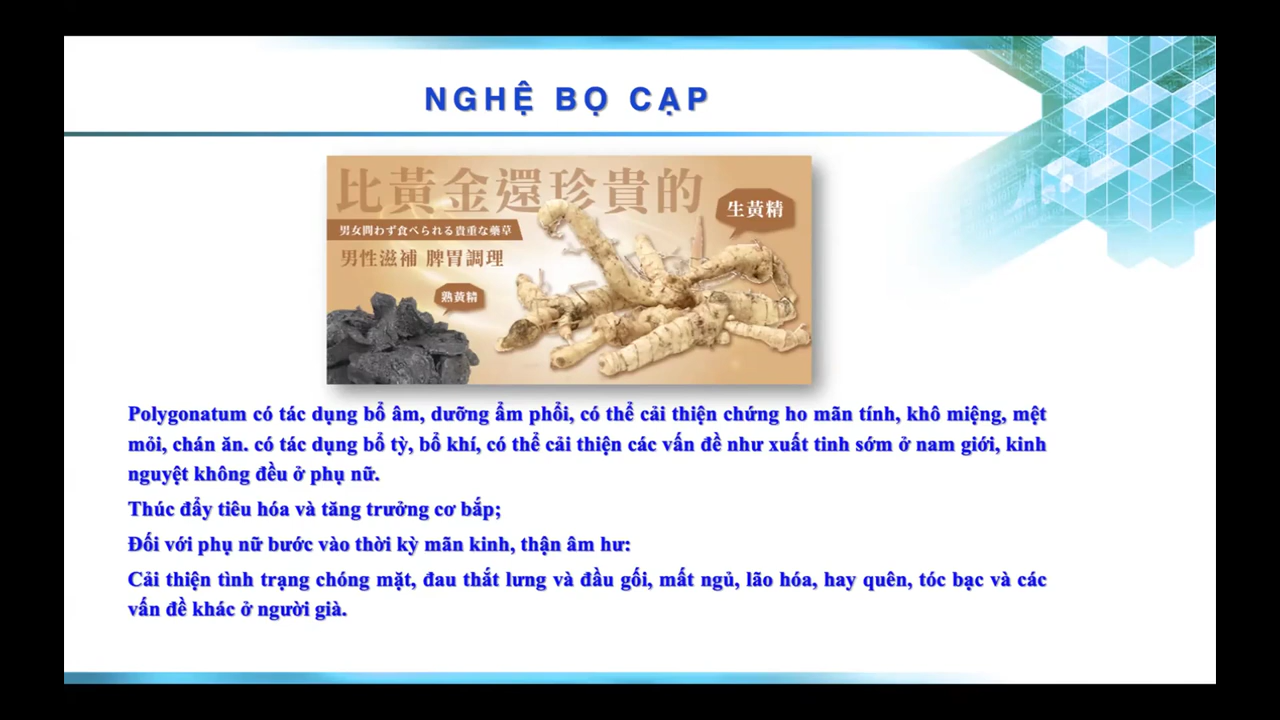 NGHỆ BỌ CẠP
比黃金還珍貴的
生黃精
男女問わず食べられる貴重な藥草
男性滋補 脾胃調理
熟黃精
Polygonatum có tác dụng bổ âm, dưỡng ẩm phổi, có thể cải thiện chứng ho mãn tính, khô miệng, mệt
mỏi, chán ăn. có tác dụng bổ tỳ, bổ khí, có thể cải thiện các vấn đề như xuất tinh sớm ở nam giới, kinh
nguyệt không đều ở phụ nữ.
Thúc đẩy tiêu hóa và tăng trưởng cơ bắp;
Đối với phụ nữ bước vào thời kỳ mãn kinh, thận âm hư:
Cải thiện tình trạng chóng mặt, đau thắt lưng và đầu gối, mất ngủ, lão hóa, hay quên, tóc bạc và các
vấn đề khác ở người già.